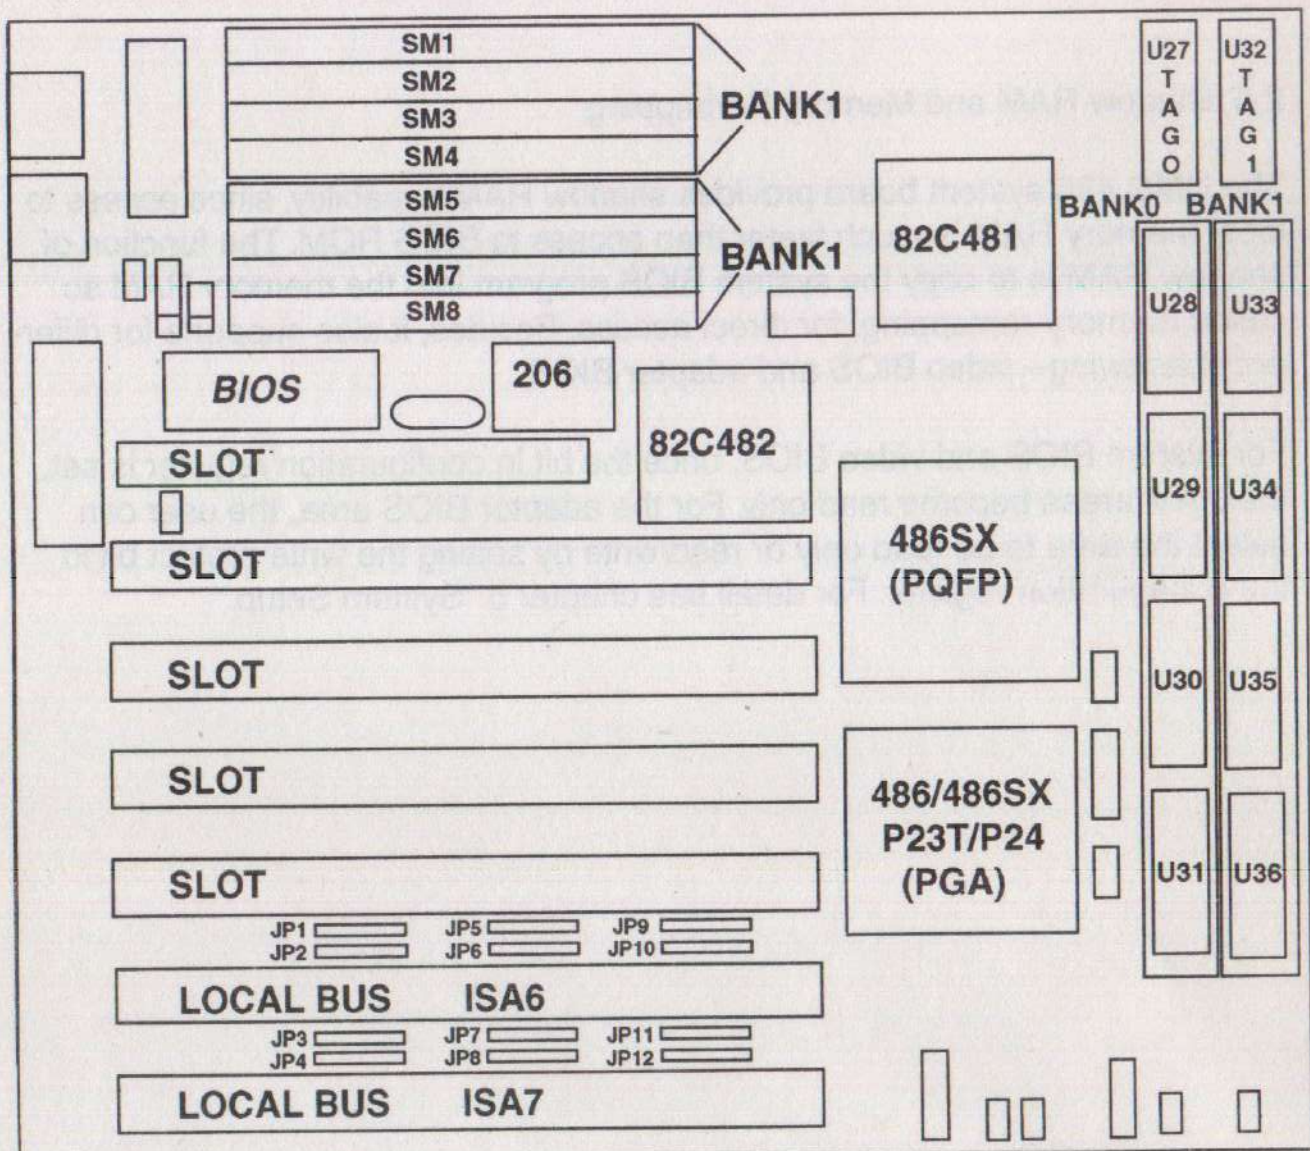 SM1
SM2
SM3
SM4
BANK1
SM5
SM6
SM7
SM8
BANK1
82C481
U27
TAG0
U32
TAG1
BANK0 BANK1
U28
U33
U29
U34
U30
U35
U31
U36
BIOS
206
82C482
SLOT
486SX
(PQFP)
SLOT
SLOT
SLOT
486/486SX
P23T/P24
(PGA)
SLOT
JP1
JP2
JP5
JP6
JP9
JP10
LOCAL BUS ISA6
JP3
JP4
JP7
JP8
JP11
JP12
LOCAL BUS ISA7